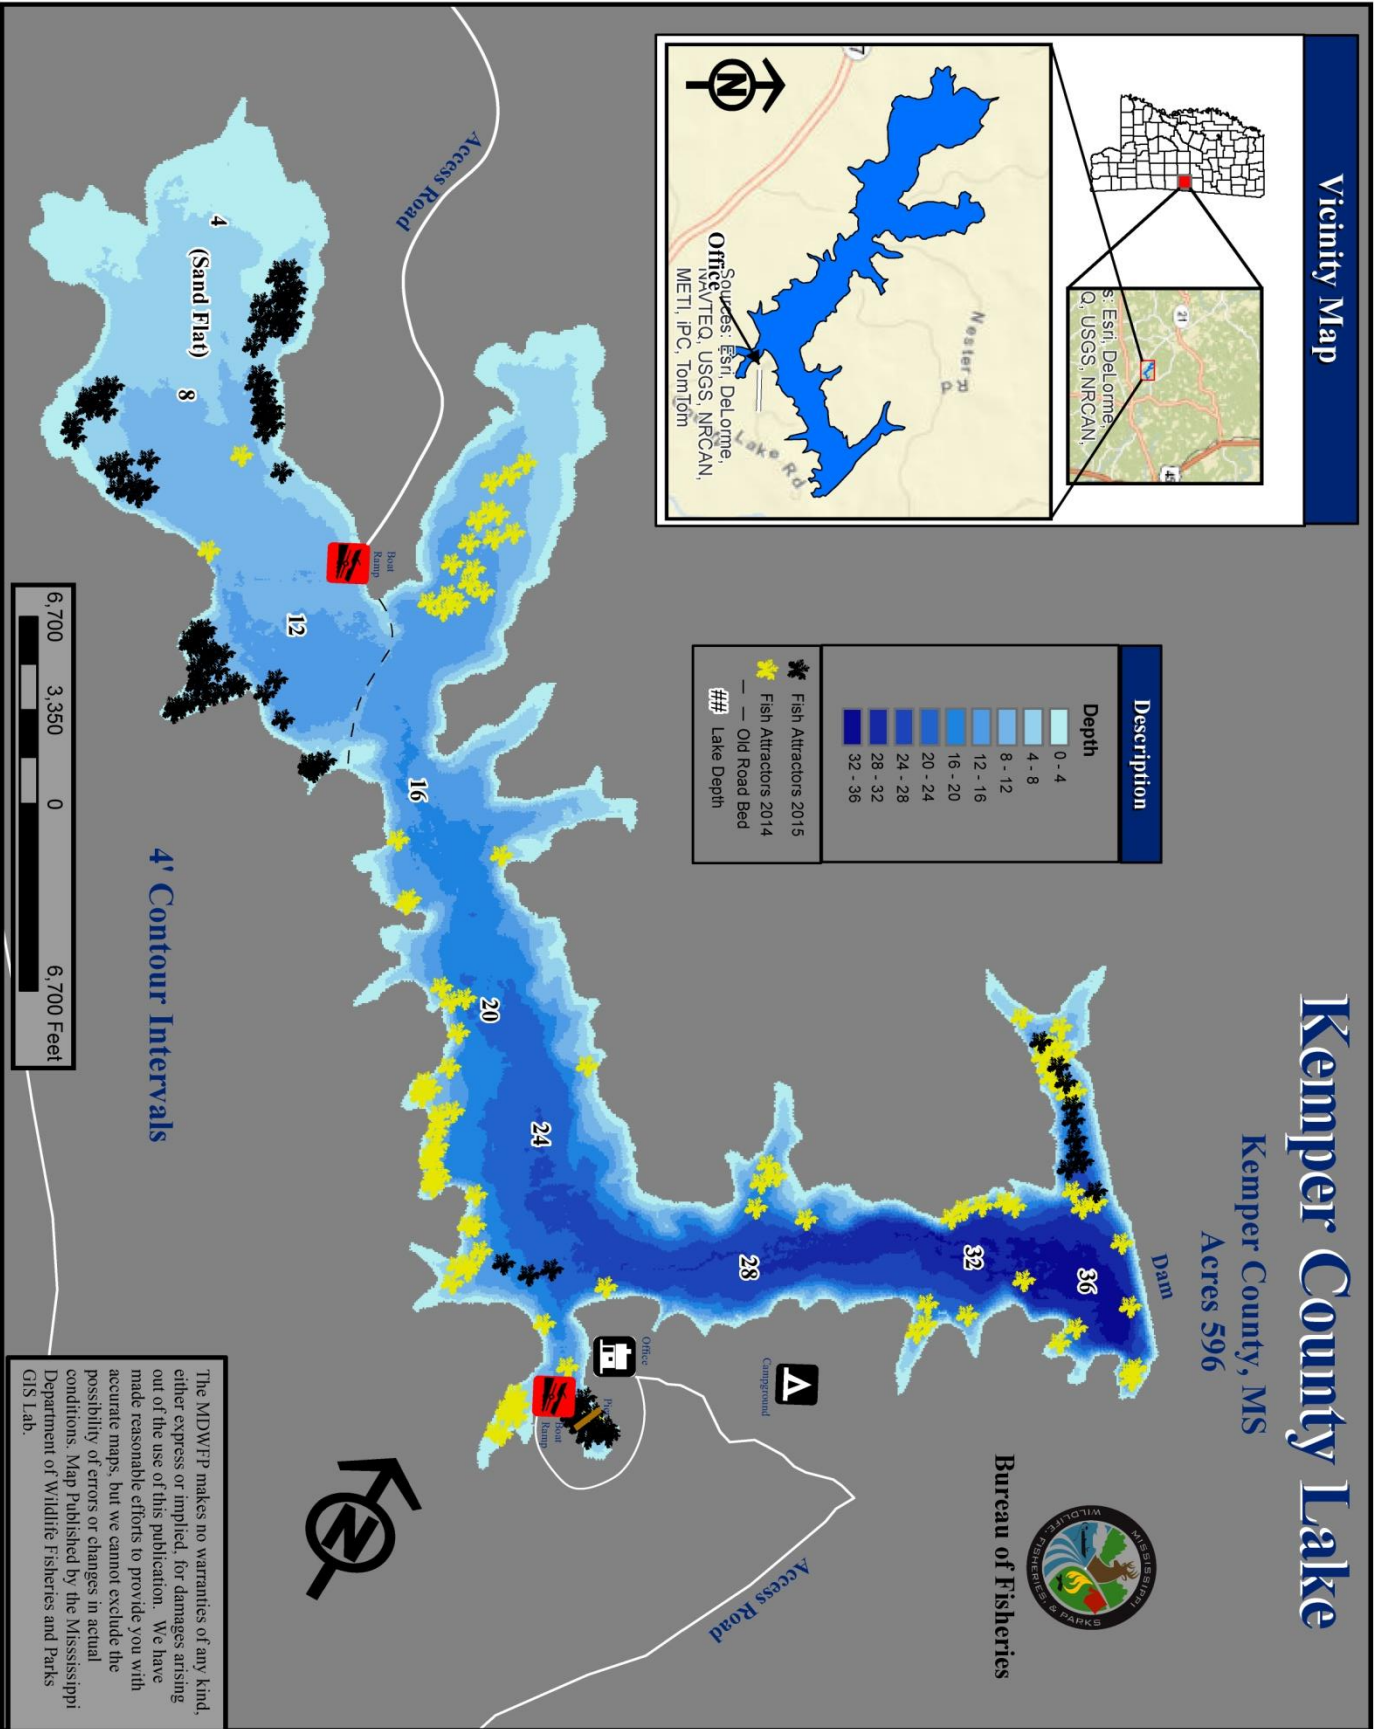 Kemper County Lake
Kemper County, MS
Acres 596
Bureau of Fisheries
MISSISSIPPI
WILDLIFE, FISHERIES, & PARKS
Vicinity Map
21
45
s: Esri, DeLorme,
Q, USGS, NRCAN,
Nester
Lake Rd
Office
Sources: Esri, DeLorme,
NAVTEQ, USGS, NRCAN,
METI, iPC, TomTom
N
Description
Depth
0 - 4
4 - 8
8 - 12
12 - 16
16 - 20
20 - 24
24 - 28
28 - 32
32 - 36
Fish Attractors 2015
Fish Attractors 2014
Old Road Bed
## Lake Depth
Dam
36
32
28
24
20
16
12
8
4
(Sand Flat)
Access Road
Boat
Ramp
Campground
Office
Pier
Boat
Ramp
Access Road
4' Contour Intervals
6,700 3,350 0 6,700 Feet
N
The MDWFP makes no warranties of any kind,
either express or implied, for damages arising
out of the use of this publication. We have
made reasonable efforts to provide you with
accurate maps, but we cannot exclude the
possibility of errors or changes in actual
conditions. Map Published by the Mississippi
Department of Wildlife Fisheries and Parks
GIS Lab.